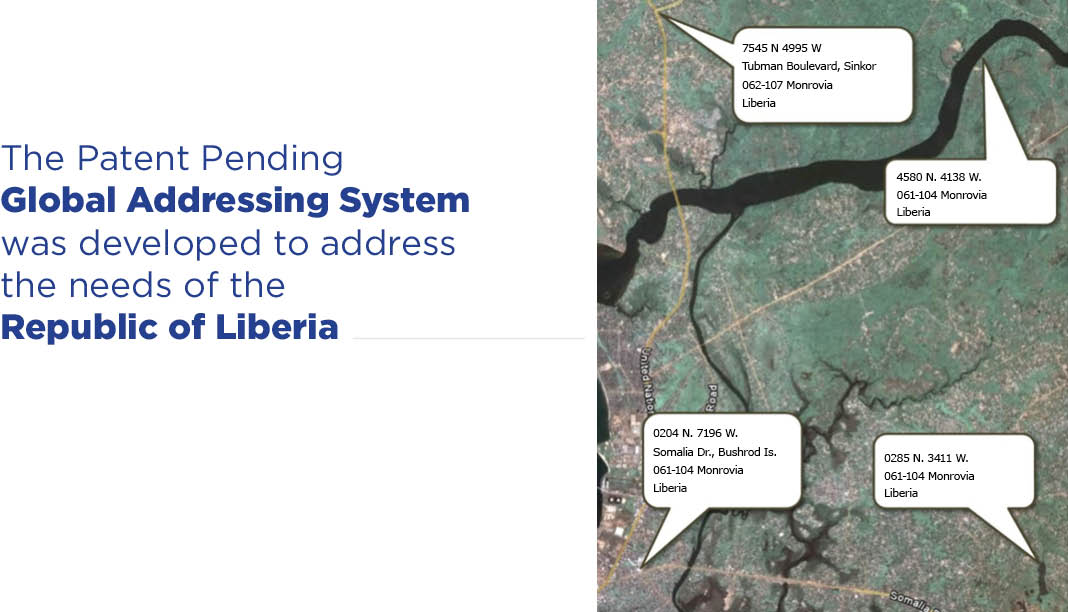 The Patent Pending
Global Addressing System
was developed to address
the needs of the
Republic of Liberia
7545 N 4995 W
Tubman Boulevard, Sinkor
062-107 Monrovia
Liberia
4580 N. 4138 W.
061-104 Monrovia
Liberia
United Nation
Road
0204 N. 7196 W.
Somalia Dr., Bushrod Is.
061-104 Monrovia
Liberia
0285 N. 3411 W.
061-104 Monrovia
Liberia
Somalia